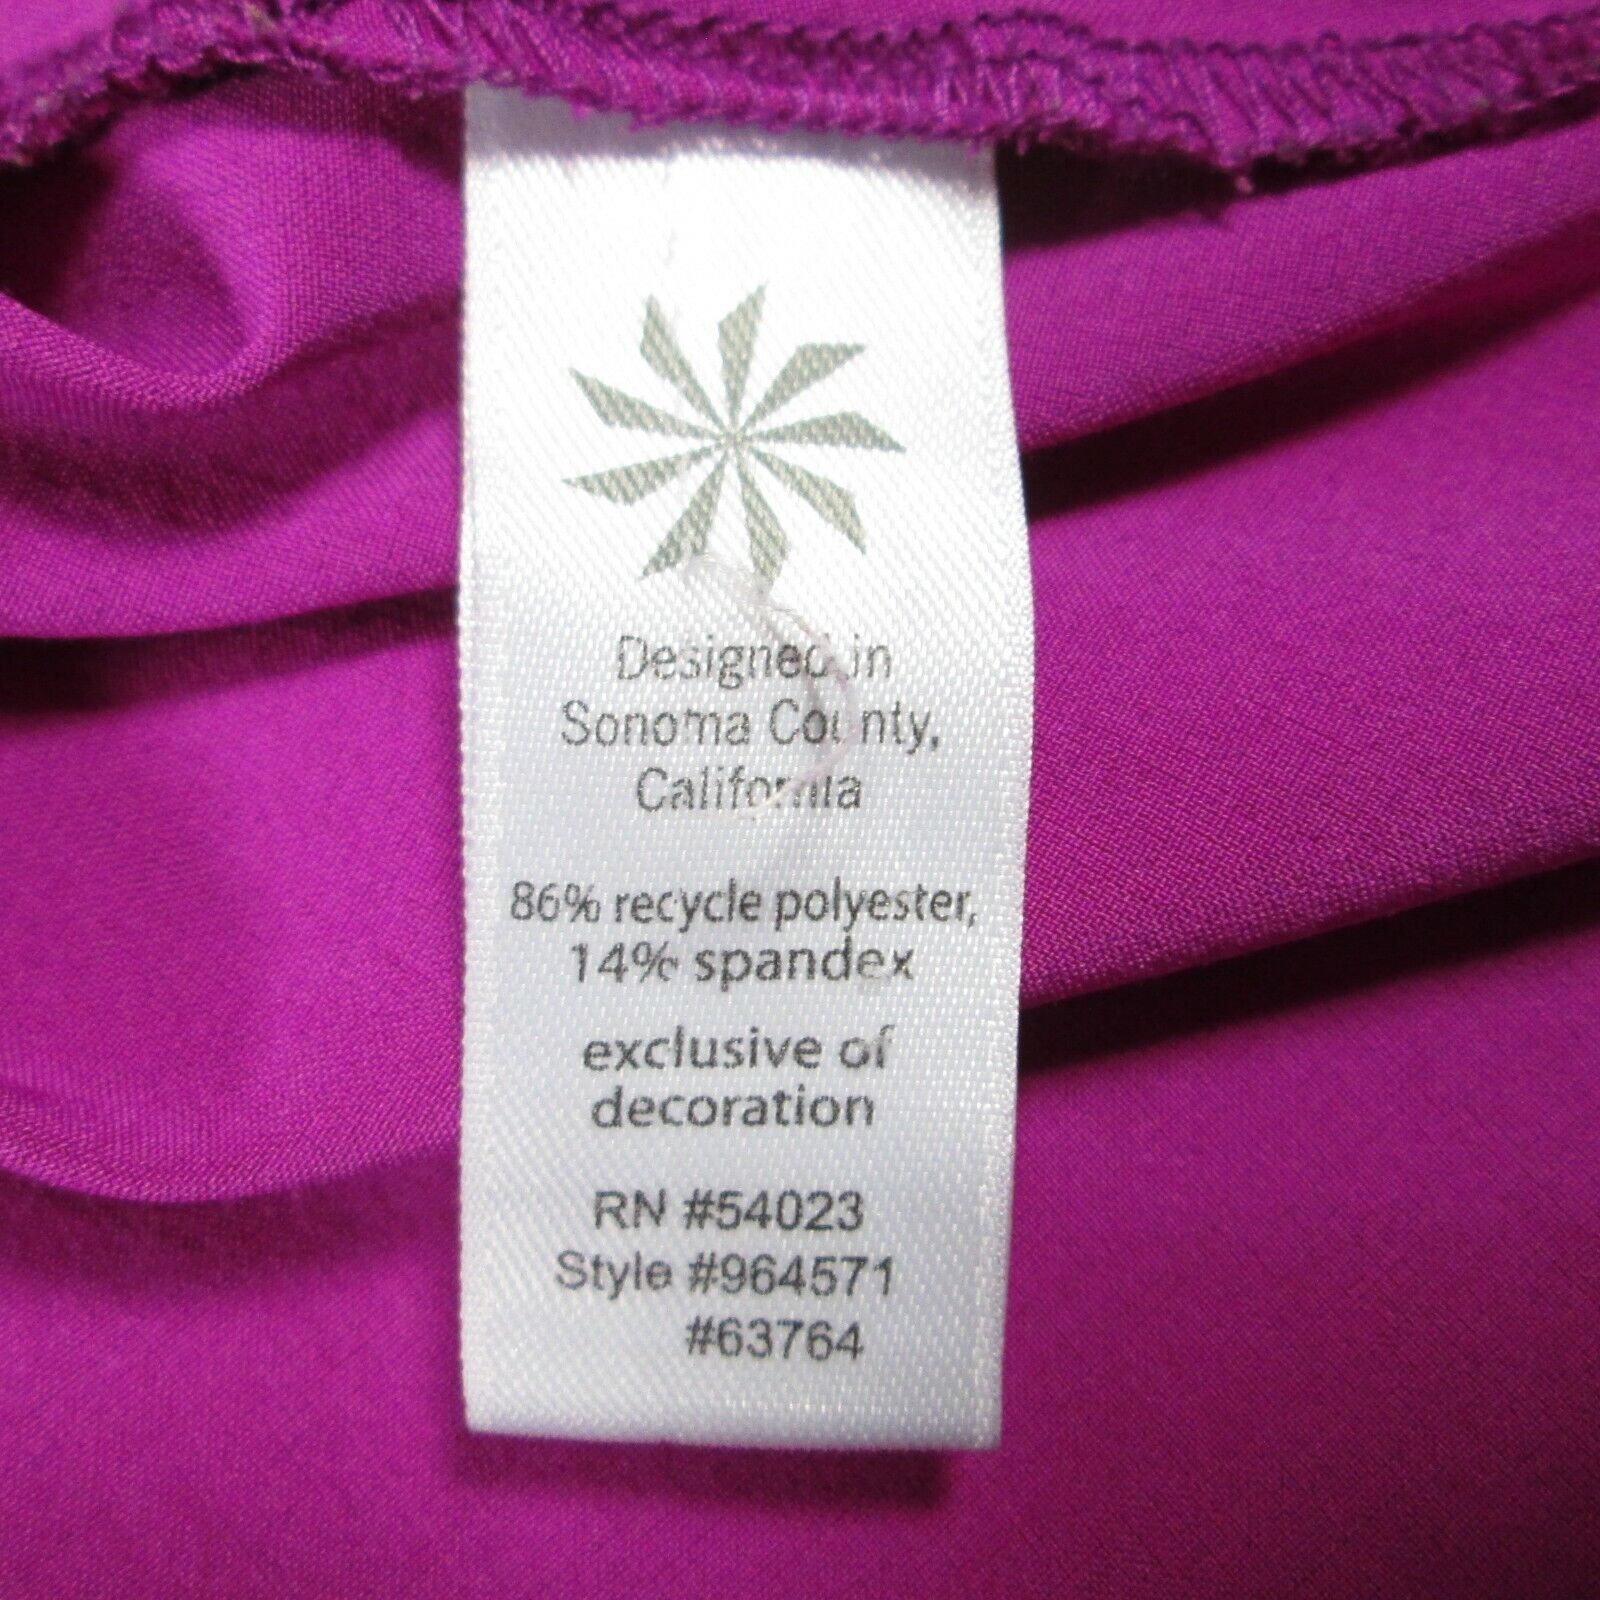 Designed in
Sonoma County,
California
86% recycle polyester,
14% spandex
exclusive of
decoration
RN #54023
Style #964571
#63764